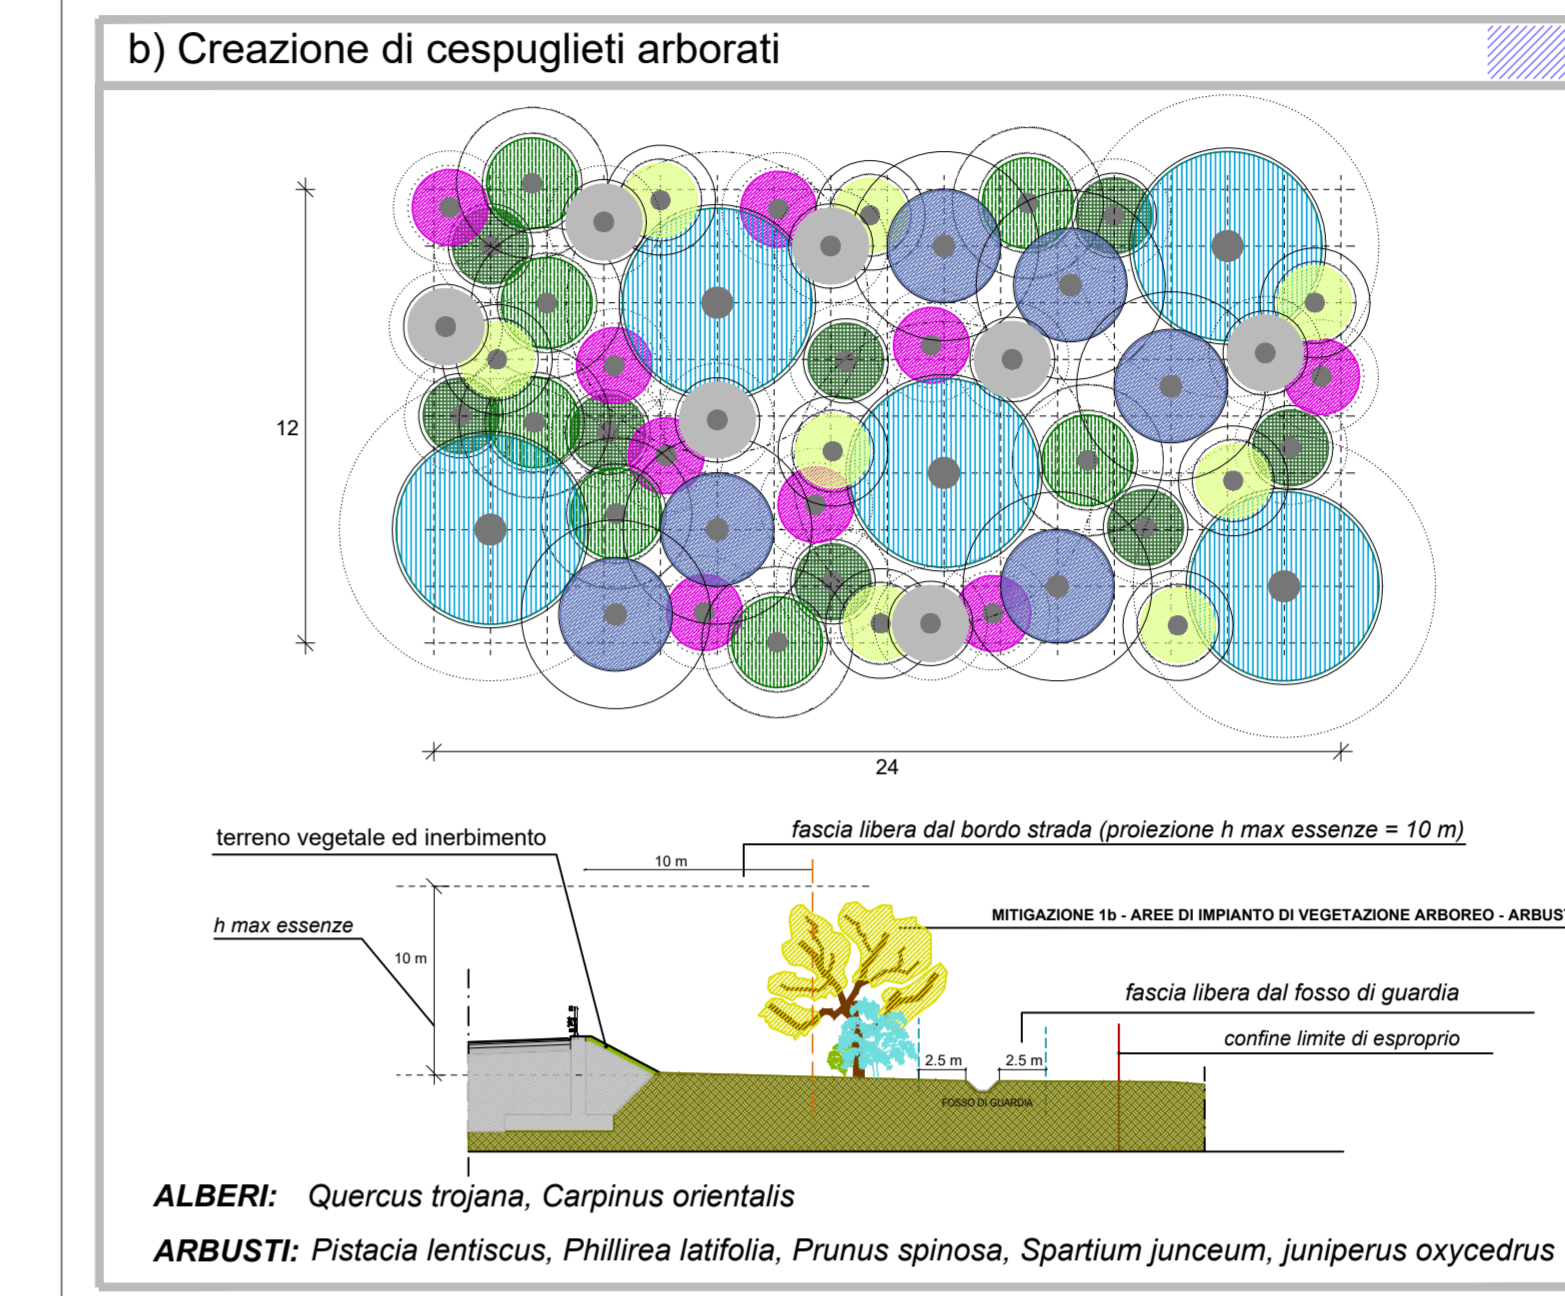 b) Creazione di cespuglieti arborati
12
24
terreno vegetale ed inerbimento
fascia libera dal bordo strada (proiezione h max essenze = 10 m)
10 m
h max essenze
MITIGAZIONE 1b - AREE DI IMPIANTO DI VEGETAZIONE ARBOREO - ARBUST
10 m
fascia libera dal fosso di guardia
confine limite di esproprio
2.5 m 2.5 m
FOSSO DI GUARDIA
ALBERI: Quercus trojana, Carpinus orientalis
ARBUSTI: Pistacia lentiscus, Phillirea latifolia, Prunus spinosa, Spartium junceum, juniperus oxycedrus